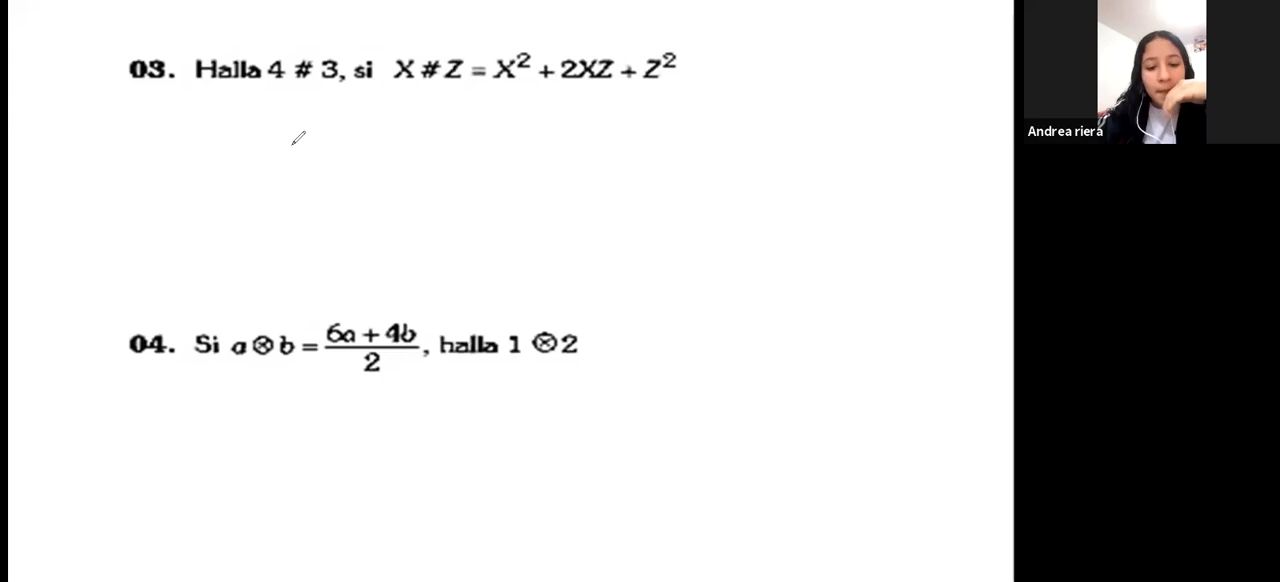 03. Halla 4 # 3, si X # Z = X² + 2XZ + Z²
Andrea riera
04. Si a ⊗ b = (6a + 4b)/2, halla 1 ⊗ 2